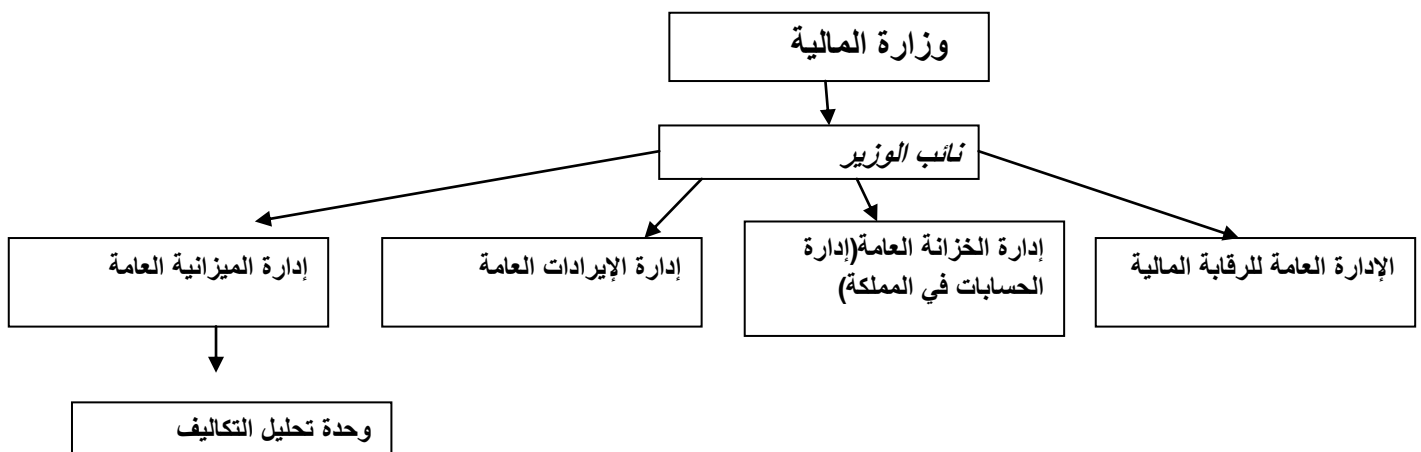 وزارة المالية
نائب الوزير
الإدارة العامة للرقابة المالية
إدارة الخزانة العامة(إدارة
الحسابات في المملكة)
إدارة الإيرادات العامة
إدارة الميزانية العامة
وحدة تحليل التكاليف